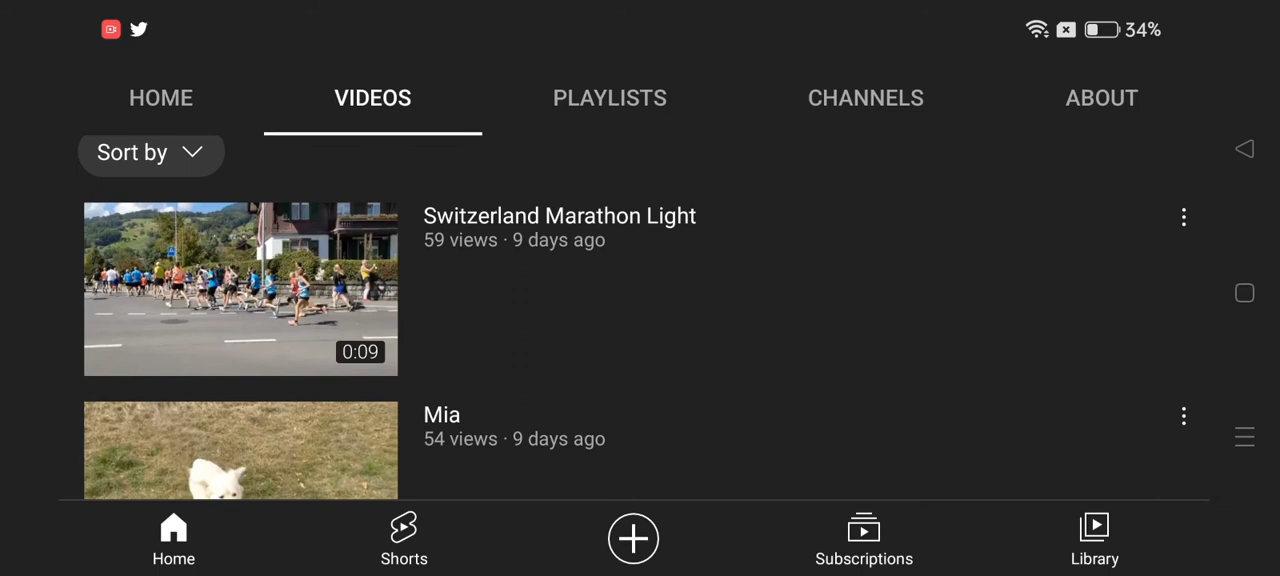 34%
HOME
VIDEOS
PLAYLISTS
CHANNELS
ABOUT
Sort by
Switzerland Marathon Light
59 views · 9 days ago
0:09
Mia
54 views · 9 days ago
Home
Shorts
Subscriptions
Library